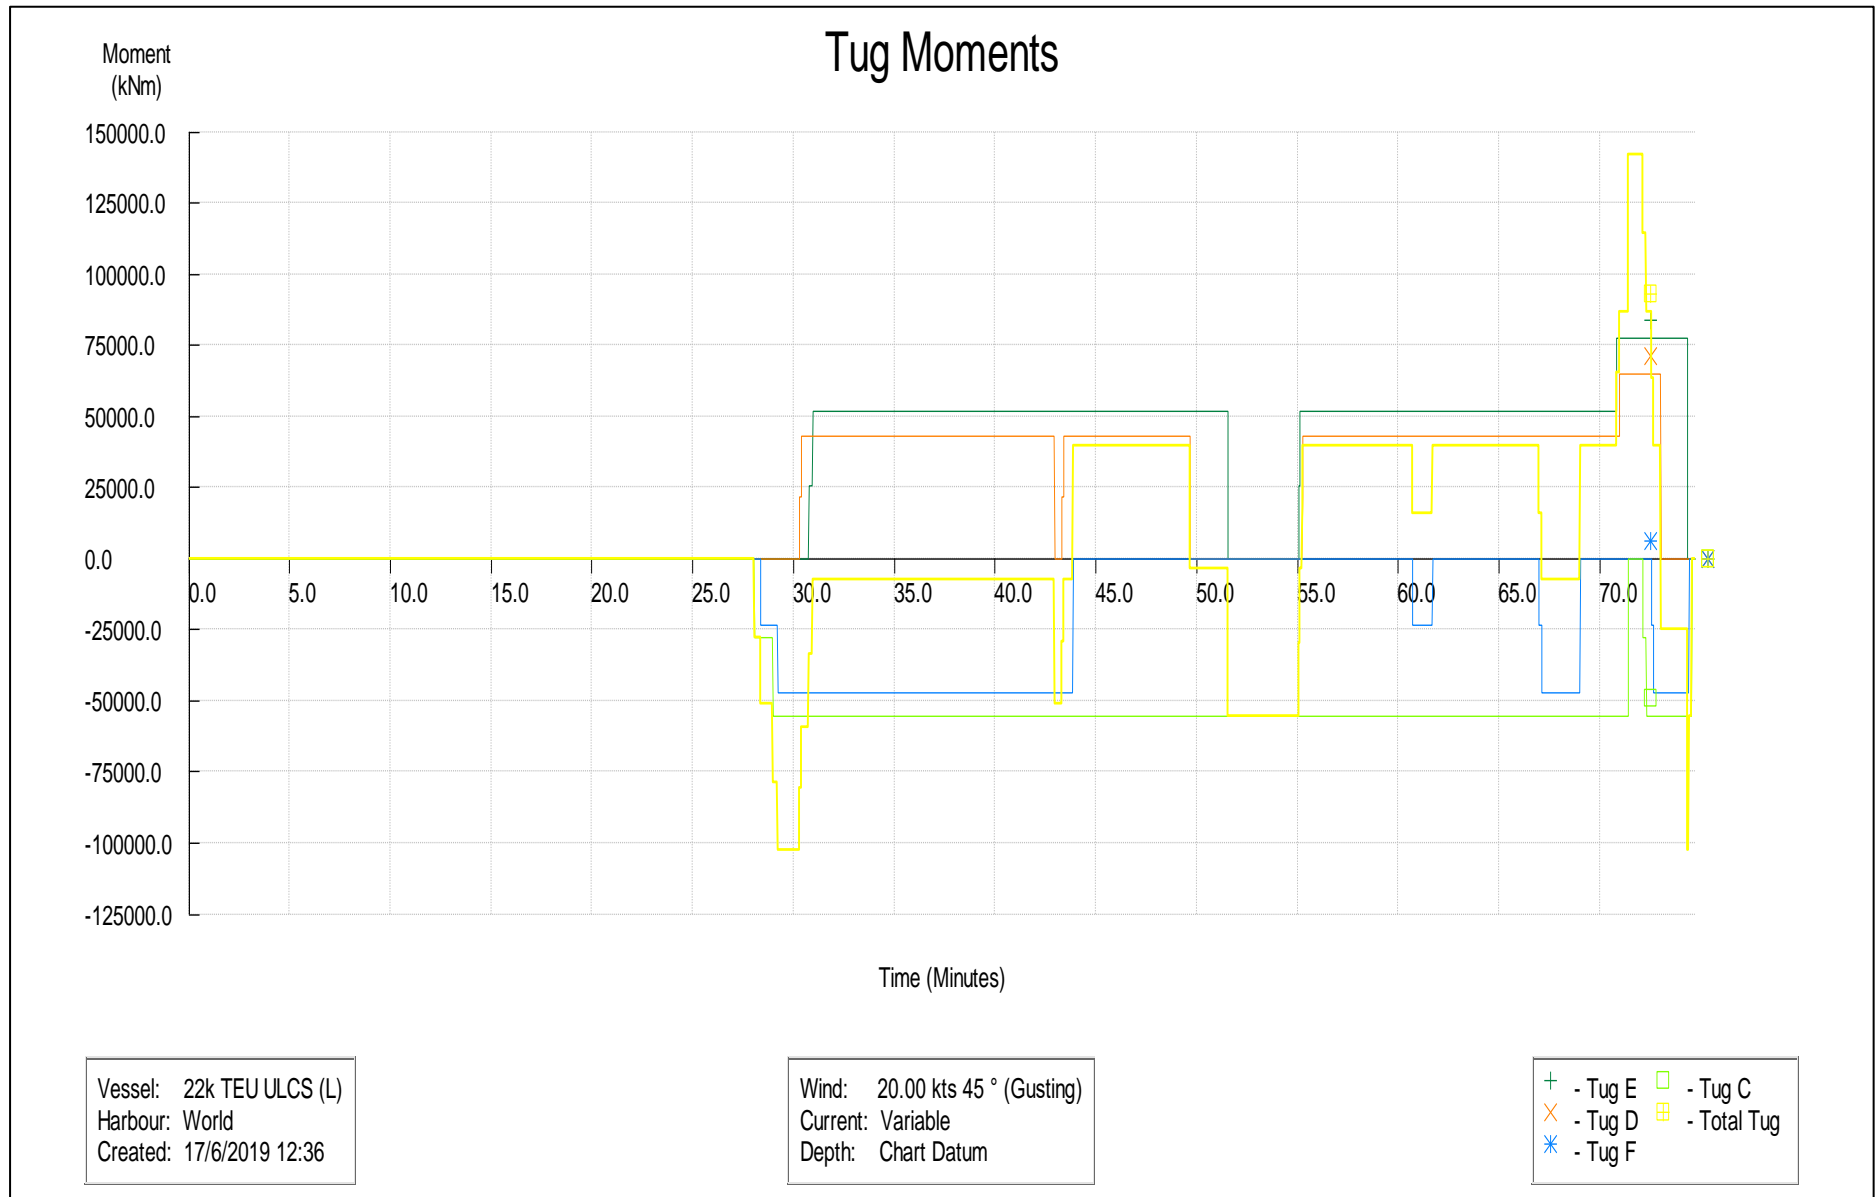 Tug Moments
Moment
(kNm)
150000.0
125000.0
100000.0
75000.0
50000.0
25000.0
0.0
-25000.0
-50000.0
-75000.0
-100000.0
-125000.0
0.0 5.0 10.0 15.0 20.0 25.0 30.0 35.0 40.0 45.0 50.0 55.0 60.0 65.0 70.0
Time (Minutes)
Vessel: 22k TEU ULCS (L)
Harbour: World
Created: 17/6/2019 12:36
Wind: 20.00 kts 45 ° (Gusting)
Current: Variable
Depth: Chart Datum
- Tug E - Tug C
- Tug D - Total Tug
- Tug F